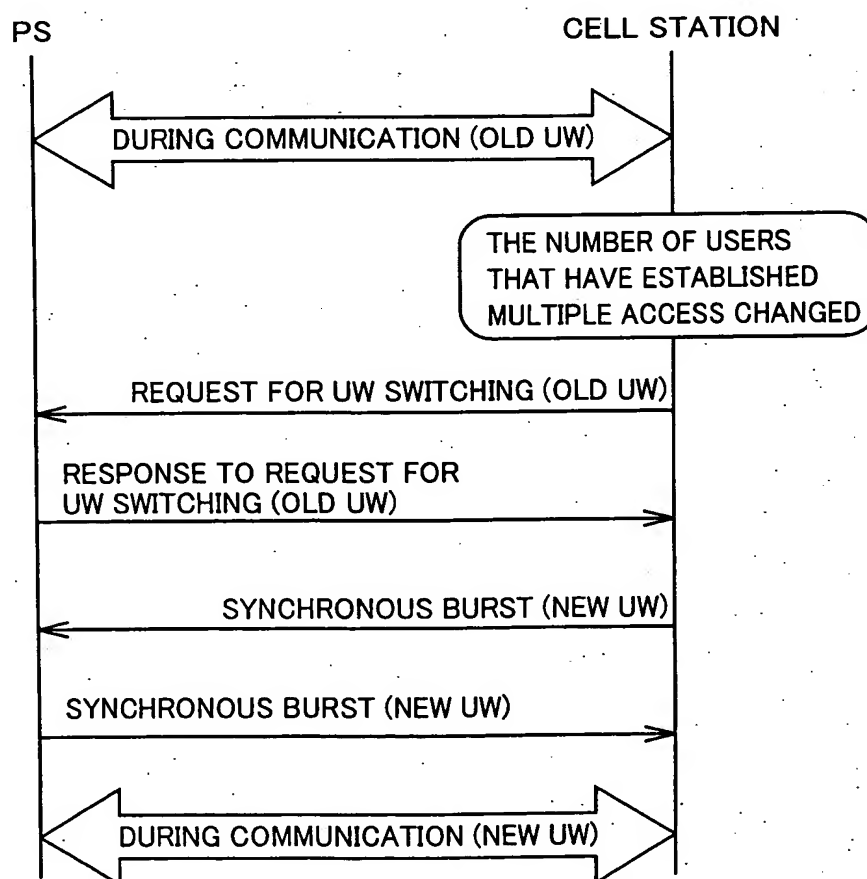 PS
CELL STATION
DURING COMMUNICATION (OLD UW)
THE NUMBER OF USERS
THAT HAVE ESTABLISHED
MULTIPLE ACCESS CHANGED
REQUEST FOR UW SWITCHING (OLD UW)
RESPONSE TO REQUEST FOR
UW SWITCHING (OLD UW)
SYNCHRONOUS BURST (NEW UW)
SYNCHRONOUS BURST (NEW UW)
DURING COMMUNICATION (NEW UW)